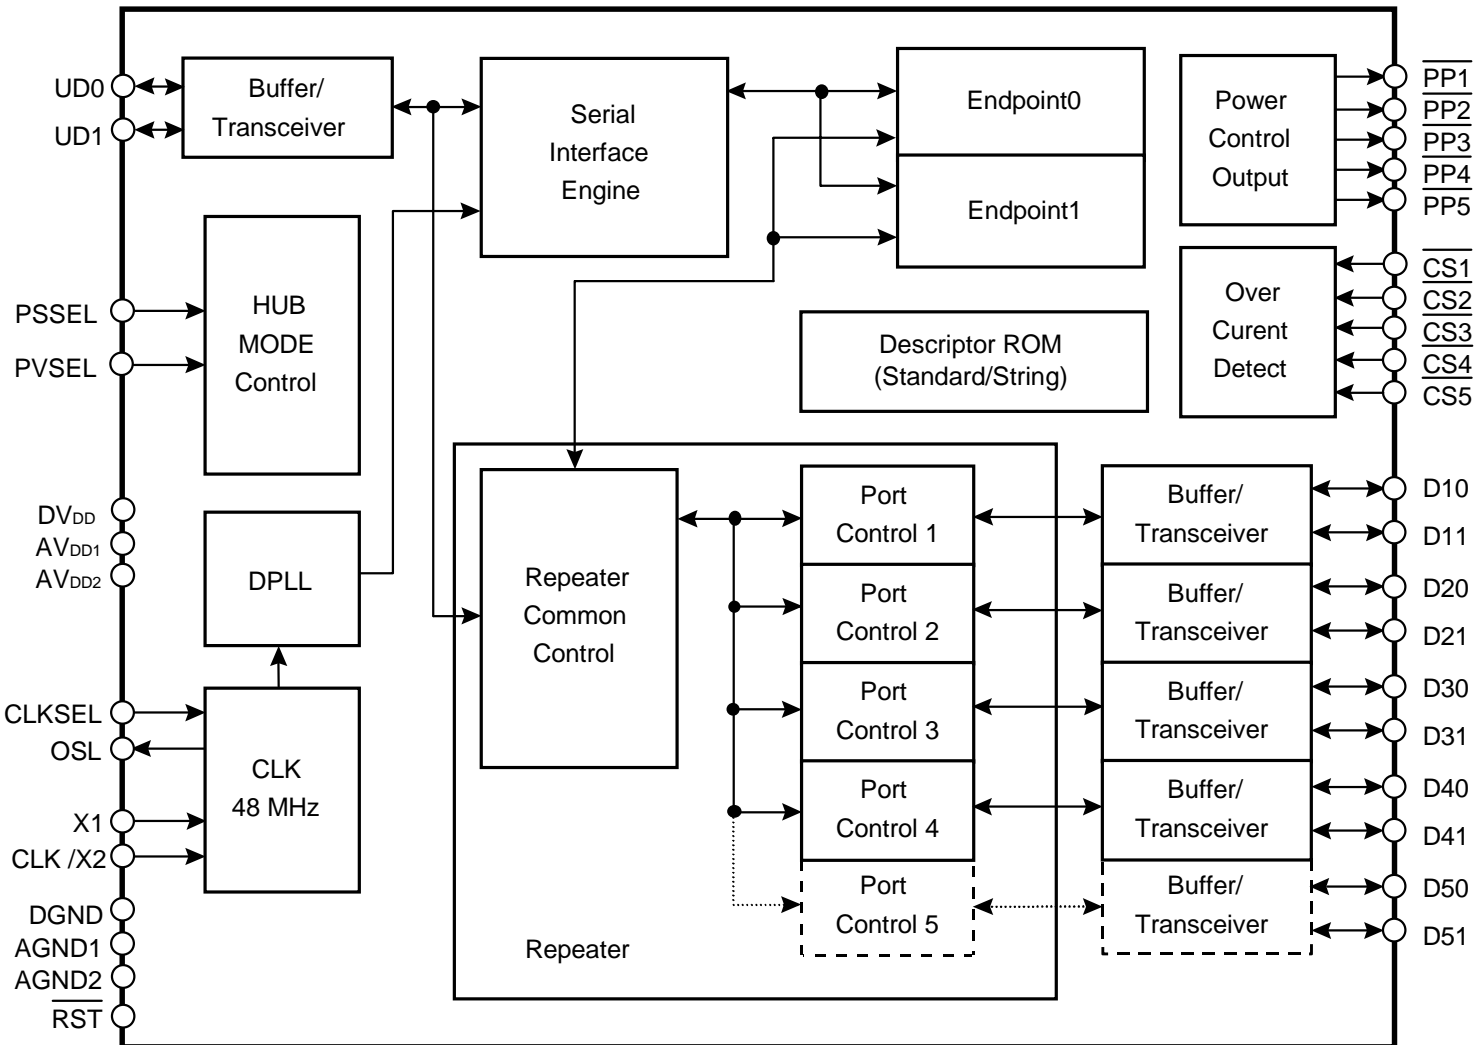 UD0
UD1
Buffer/
Transceiver
Serial
Interface
Engine
Endpoint0
Endpoint1
Power
Control
Output
PP1
PP2
PP3
PP4
PP5
PSSEL
PVSEL
HUB
MODE
Control
Descriptor ROM
(Standard/String)
Over
Curent
Detect
CS1
CS2
CS3
CS4
CS5
DVDD
AVDD1
AVDD2
DPLL
CLKSEL
OSL
X1
CLK /X2
CLK
48 MHz
DGND
AGND1
AGND2
RST
Repeater
Common
Control
Repeater
Port
Control 1
Port
Control 2
Port
Control 3
Port
Control 4
Port
Control 5
Buffer/
Transceiver
Buffer/
Transceiver
Buffer/
Transceiver
Buffer/
Transceiver
Buffer/
Transceiver
D10
D11
D20
D21
D30
D31
D40
D41
D50
D51